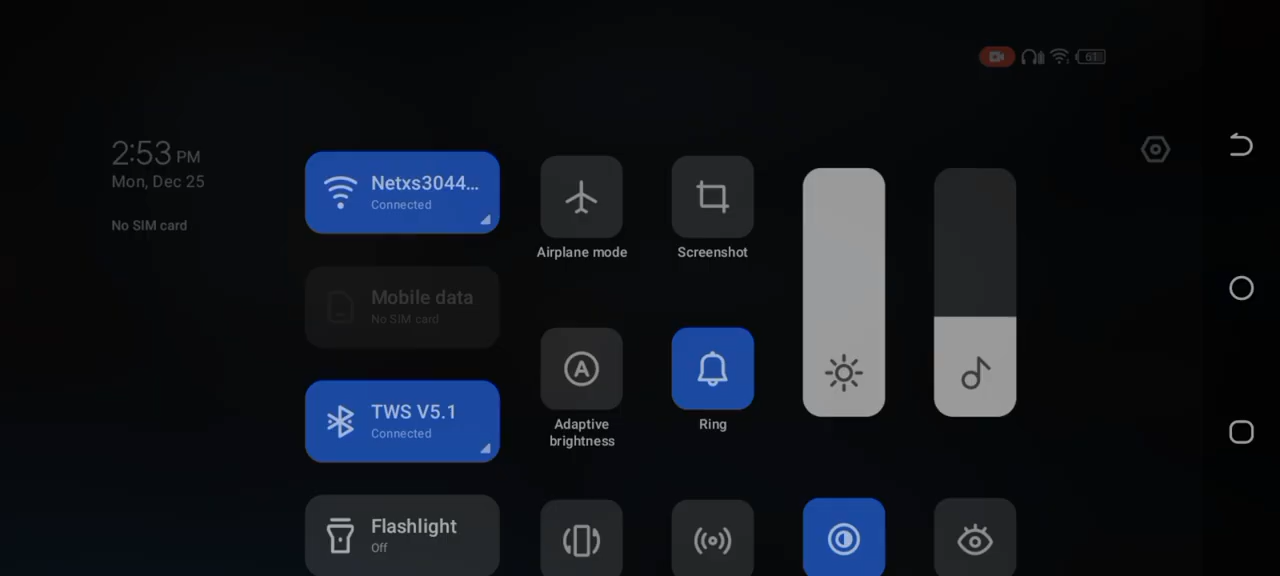 61
2:53 PM
Mon, Dec 25
No SIM card
Netxs3044...
Connected
Airplane mode
Screenshot
Mobile data
No SIM card
A
TWS V5.1
Connected
Adaptive
brightness
Ring
Flashlight
Off